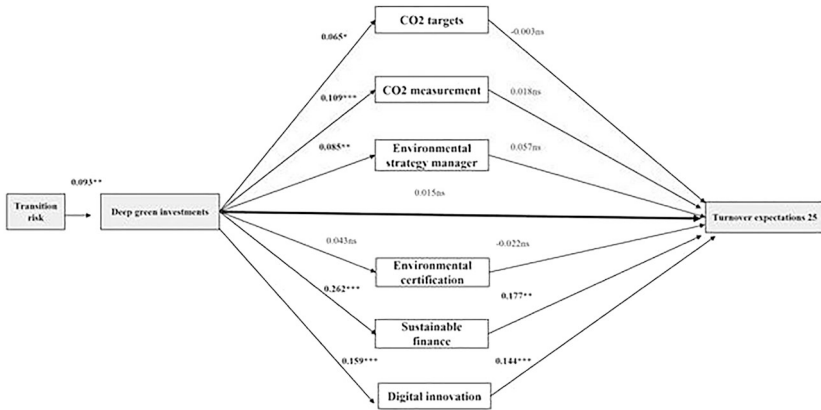 CO2 targets
0.065*
-0.003ns
CO2 measurement
0.109***
0.018ns
Environmental
strategy manager
0.085**
0.057ns
0.093**
0.015ns
Transition
risk
Deep green investments
Turnover expectations 25
0.043ns
-0.022ns
Environmental
certification
0.262***
0.177**
Sustainable
finance
0.159***
0.144***
Digital innovation